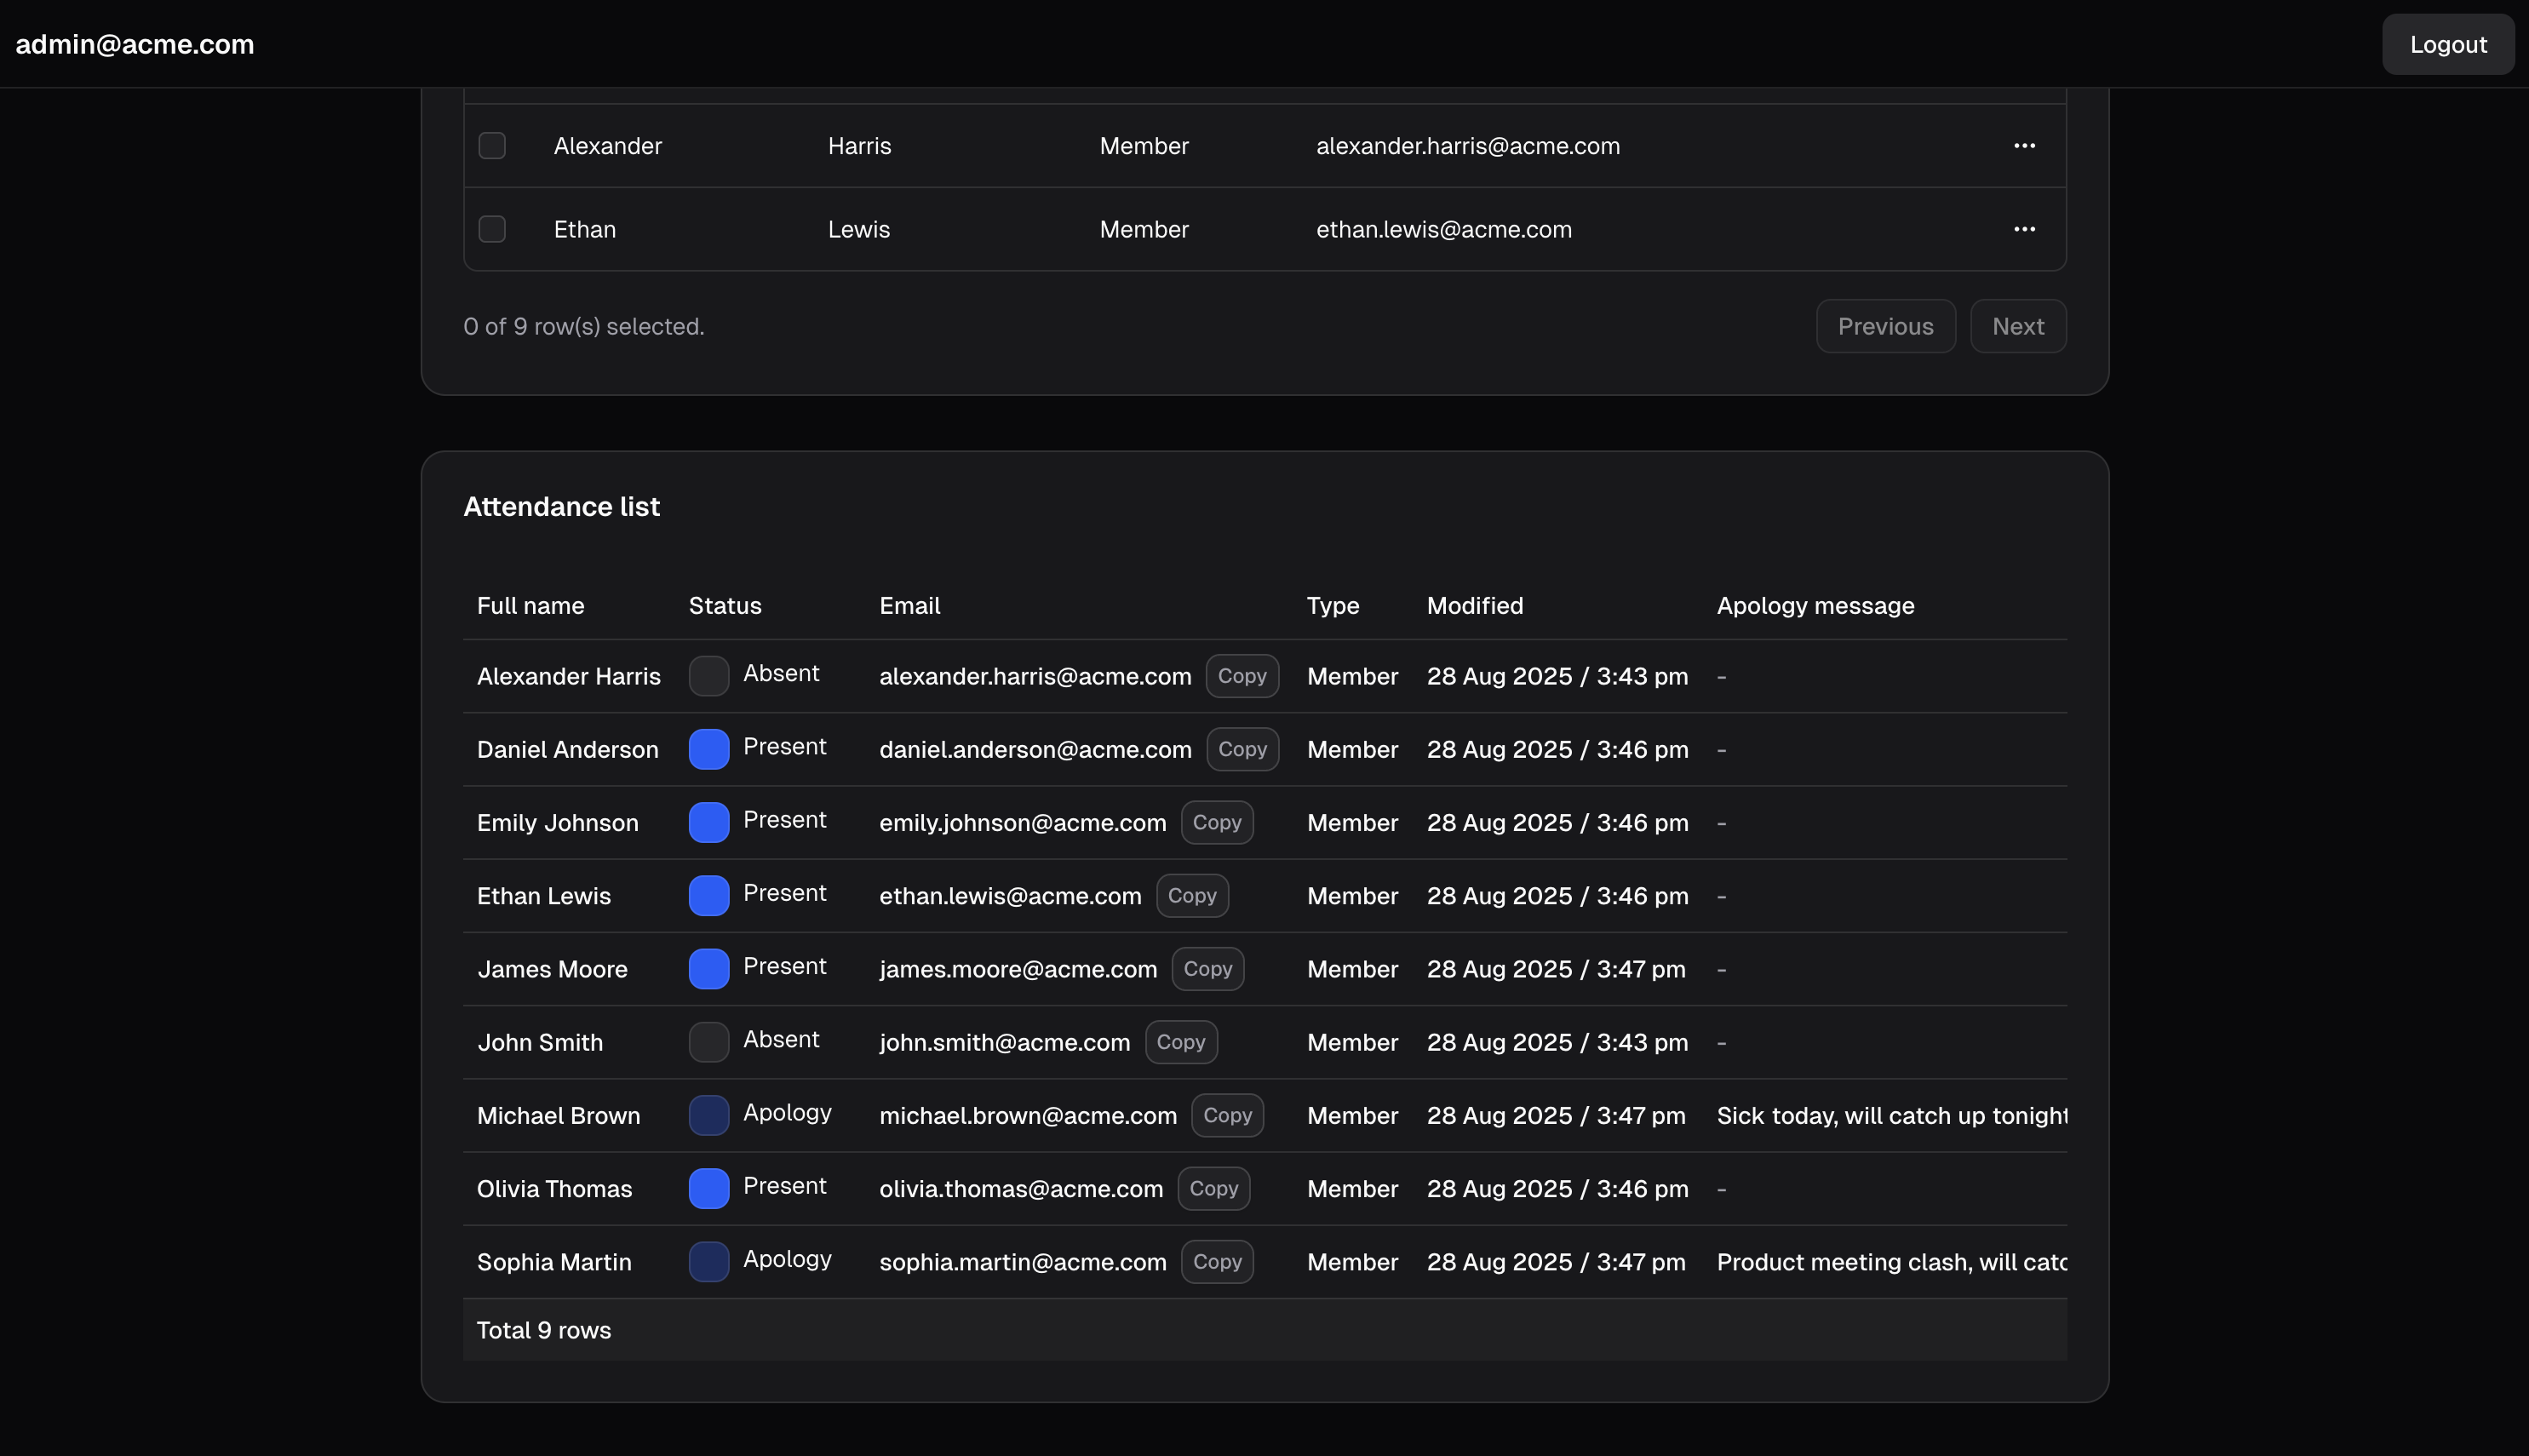 admin@acme.com Logout
Alexander Harris Member alexander.harris@acme.com ...
Ethan Lewis Member ethan.lewis@acme.com ...
0 of 9 row(s) selected. Previous Next
Attendance list
Full name Status Email Type Modified Apology message
Alexander Harris Absent alexander.harris@acme.com Copy Member 28 Aug 2025 / 3:43 pm -
Daniel Anderson Present daniel.anderson@acme.com Copy Member 28 Aug 2025 / 3:46 pm -
Emily Johnson Present emily.johnson@acme.com Copy Member 28 Aug 2025 / 3:46 pm -
Ethan Lewis Present ethan.lewis@acme.com Copy Member 28 Aug 2025 / 3:46 pm -
James Moore Present james.moore@acme.com Copy Member 28 Aug 2025 / 3:47 pm -
John Smith Absent john.smith@acme.com Copy Member 28 Aug 2025 / 3:43 pm -
Michael Brown Apology michael.brown@acme.com Copy Member 28 Aug 2025 / 3:47 pm Sick today, will catch up tonight
Olivia Thomas Present olivia.thomas@acme.com Copy Member 28 Aug 2025 / 3:46 pm -
Sophia Martin Apology sophia.martin@acme.com Copy Member 28 Aug 2025 / 3:47 pm Product meeting clash, will catc
Total 9 rows